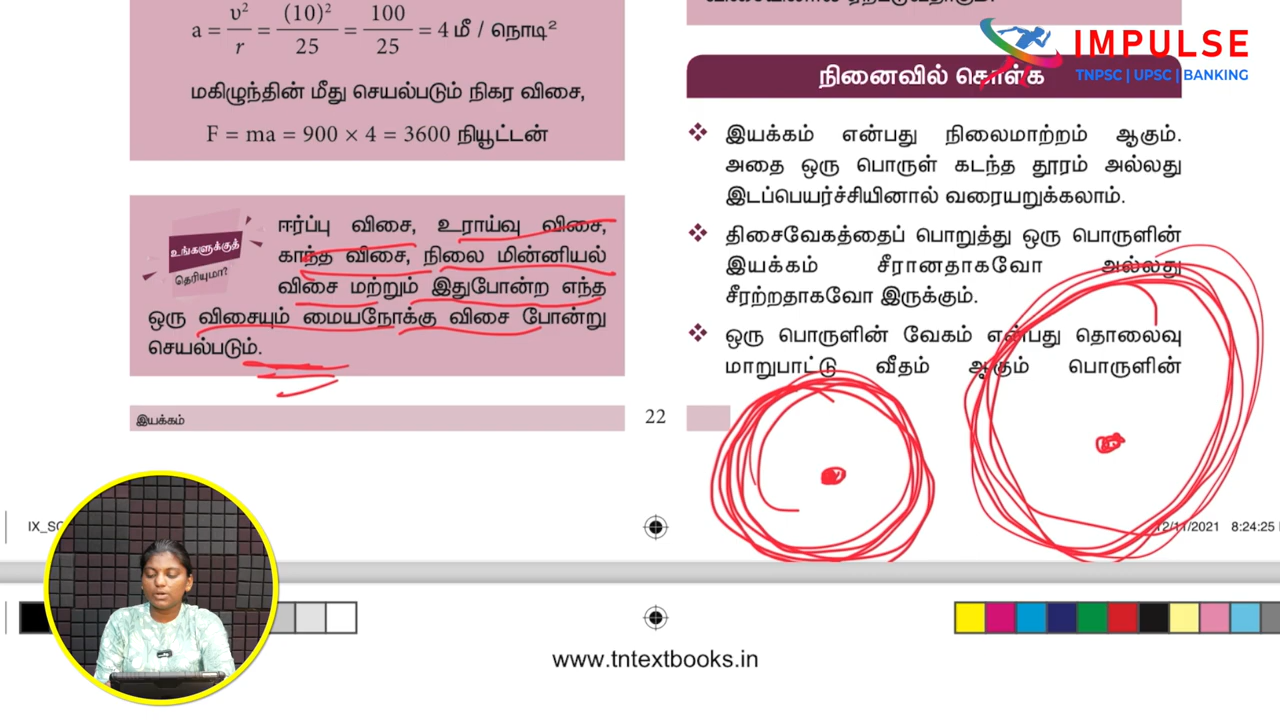 a = υ²/r = (10)²/25 = 100/25 = 4 மீ / நொடி²
மகிழுந்தின் மீது செயல்படும் நிகர விசை,
F = ma = 900 × 4 = 3600 நியூட்டன்
உங்களுக்குத்
தெரியுமா?
ஈர்ப்பு விசை, உராய்வு விசை,
காந்த விசை, நிலை மின்னியல்
விசை மற்றும் இதுபோன்ற எந்த
ஒரு விசையும் மையநோக்கு விசை போன்று
செயல்படும்.
இயக்கம்
22
IMPULSE
TNPSC | UPSC | BANKING
நினைவில் கொள்க
❖ இயக்கம் என்பது நிலைமாற்றம் ஆகும்.
அதை ஒரு பொருள் கடந்த தூரம் அல்லது
இடப்பெயர்ச்சியினால் வரையறுக்கலாம்.
❖ திசைவேகத்தைப் பொறுத்து ஒரு பொருளின்
இயக்கம் சீரானதாகவோ அல்லது
சீரற்றதாகவோ இருக்கும்.
❖ ஒரு பொருளின் வேகம் என்பது தொலைவு
மாறுபாட்டு வீதம் ஆகும் பொருளின்
12/11/2021 8:24:25
www.tntextbooks.in